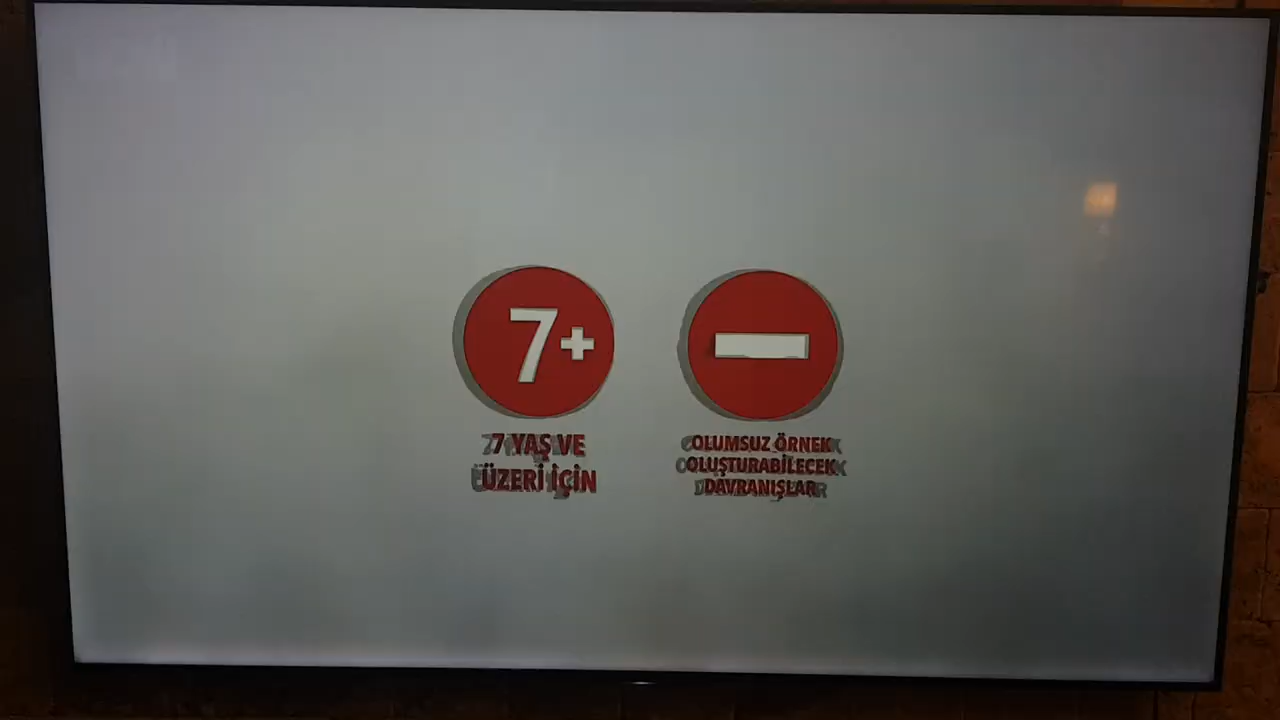 7+
7 YAŞ VE
ÜZERİ İÇİN
OLUMSUZ ÖRNEK
OLUŞTURABİLECEK
DAVRANIŞLAR